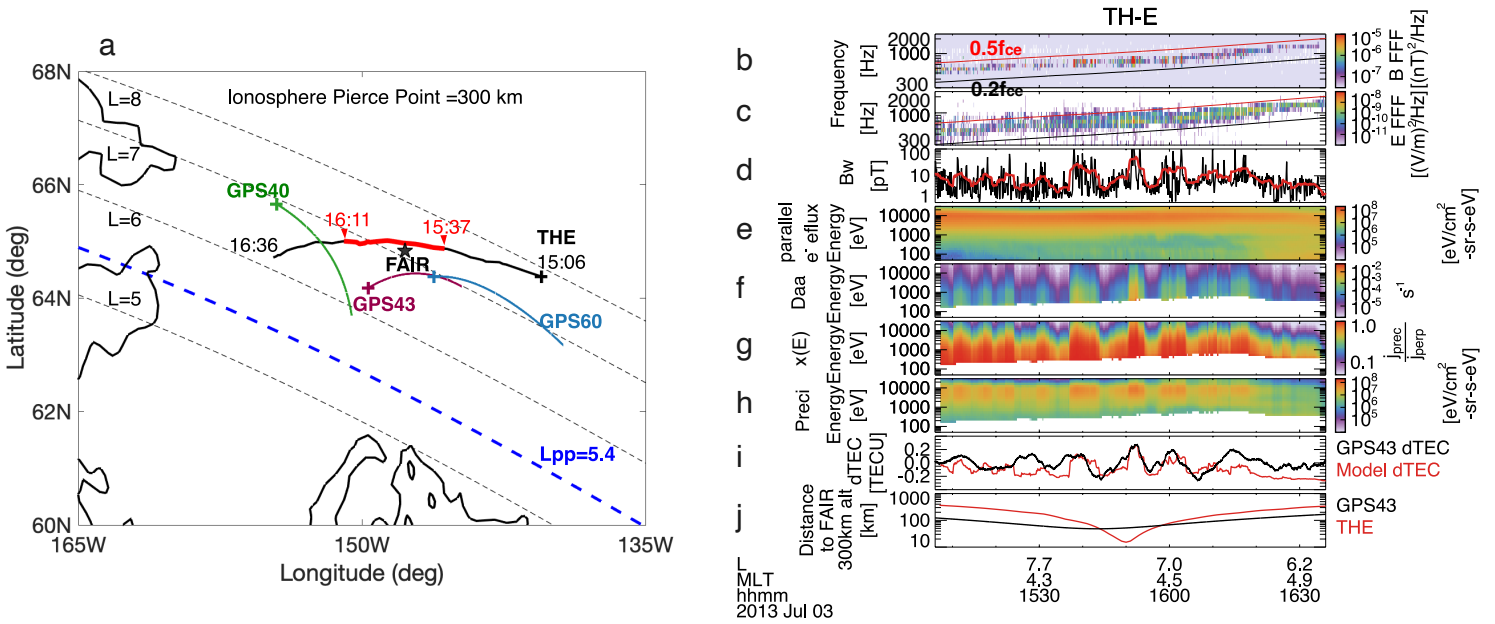 a
68N
66N
64N
62N
60N
Latitude (deg)
165W
150W
135W
Longitude (deg)
Ionosphere Pierce Point =300 km
L=8
L=7
L=6
L=5
GPS40
16:11
15:37
16:36
THE
15:06
FAIR
GPS43
GPS60
Lpp=5.4
TH-E
b
Frequency
[Hz]
2000
1000
300
0.5fce
10-5
10-6
10-7
B FFF
[(nT)2/Hz]
c
[Hz]
2000
1000
300
0.2fce
10-8
10-9
10-10
10-11
E FFF
[(V/m)2/Hz]
d
Bw
[pT]
100
10
1
e
parallel
e- eflux
Energy
[eV]
10000
1000
108
107
106
105
[eV/cm2
-sr-s-eV]
f
Daa
Energy
[eV]
10000
1000
10-2
10-3
10-4
10-5
s-1
g
x(E)
Energy
[eV]
10000
1000
1.0
0.1
jprec
jperp
h
Preci
Energy
[eV]
10000
1000
108
107
106
105
[eV/cm2
-sr-s-eV]
i
dTEC
[TECU]
0.2
-0.2
GPS43 dTEC
Model dTEC
j
Distance
to FAIR
300km alt
[km]
1000
100
10
GPS43
THE
L 7.7 7.0 6.2
MLT 4.3 4.5 4.9
hhmm 1530 1600 1630
2013 Jul 03